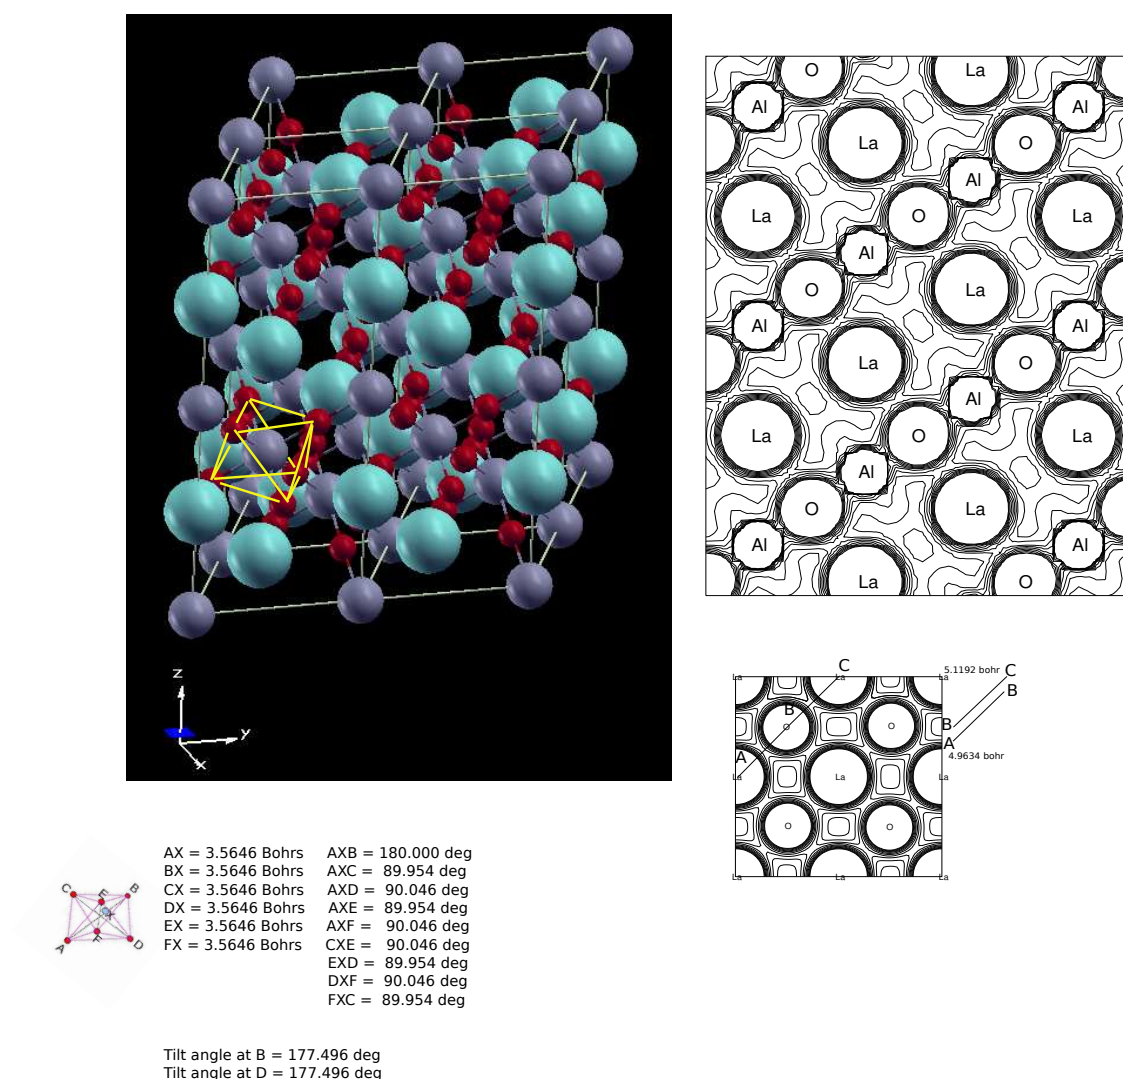 O La
Al Al
La O
Al
La O La
Al
O La
Al Al
La O
Al
La O La
Al
O La
Al Al
La O
z
y
x
C
La La La
5.1192 bohr
C
B
B
B
O O
A
A
4.9634 bohr
La La La
O O
La La La
C E B
X
A F D
AX = 3.5646 Bohrs
BX = 3.5646 Bohrs
CX = 3.5646 Bohrs
DX = 3.5646 Bohrs
EX = 3.5646 Bohrs
FX = 3.5646 Bohrs
AXB = 180.000 deg
AXC = 89.954 deg
AXD = 90.046 deg
AXE = 89.954 deg
AXF = 90.046 deg
CXE = 90.046 deg
EXD = 89.954 deg
DXF = 90.046 deg
FXC = 89.954 deg
Tilt angle at B = 177.496 deg
Tilt angle at D = 177.496 deg